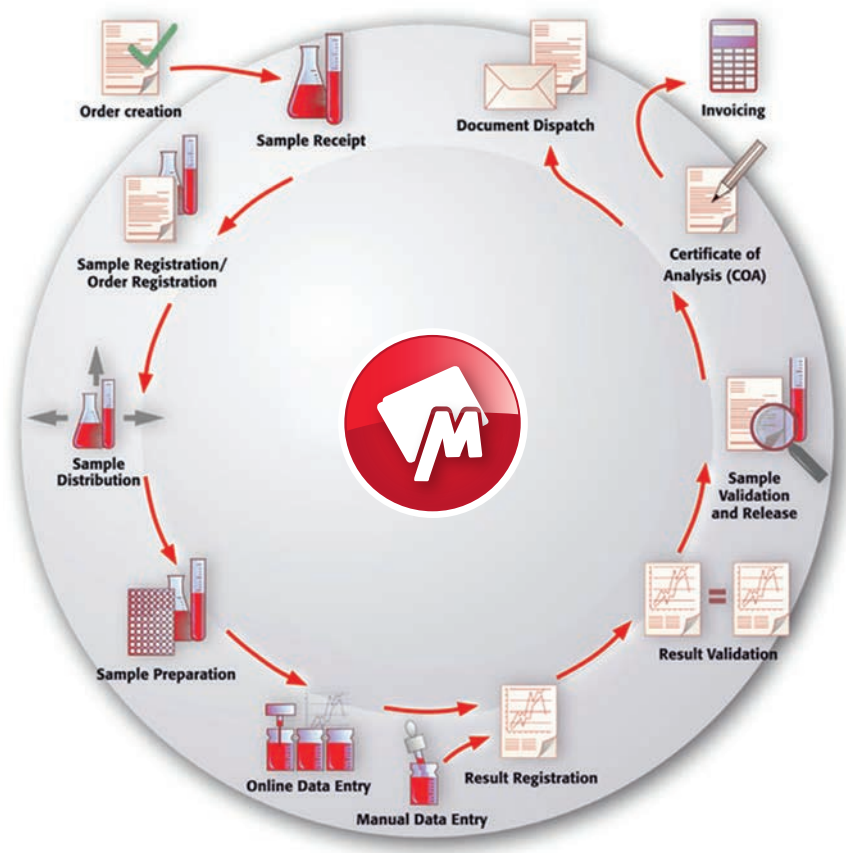 Order creation
Sample Receipt
Document Dispatch
Invoicing
Sample Registration/
Order Registration
Certificate of
Analysis (COA)
M
Sample
Distribution
Sample
Validation
and Release
Sample Preparation
Result Validation
Online Data Entry
Result Registration
Manual Data Entry